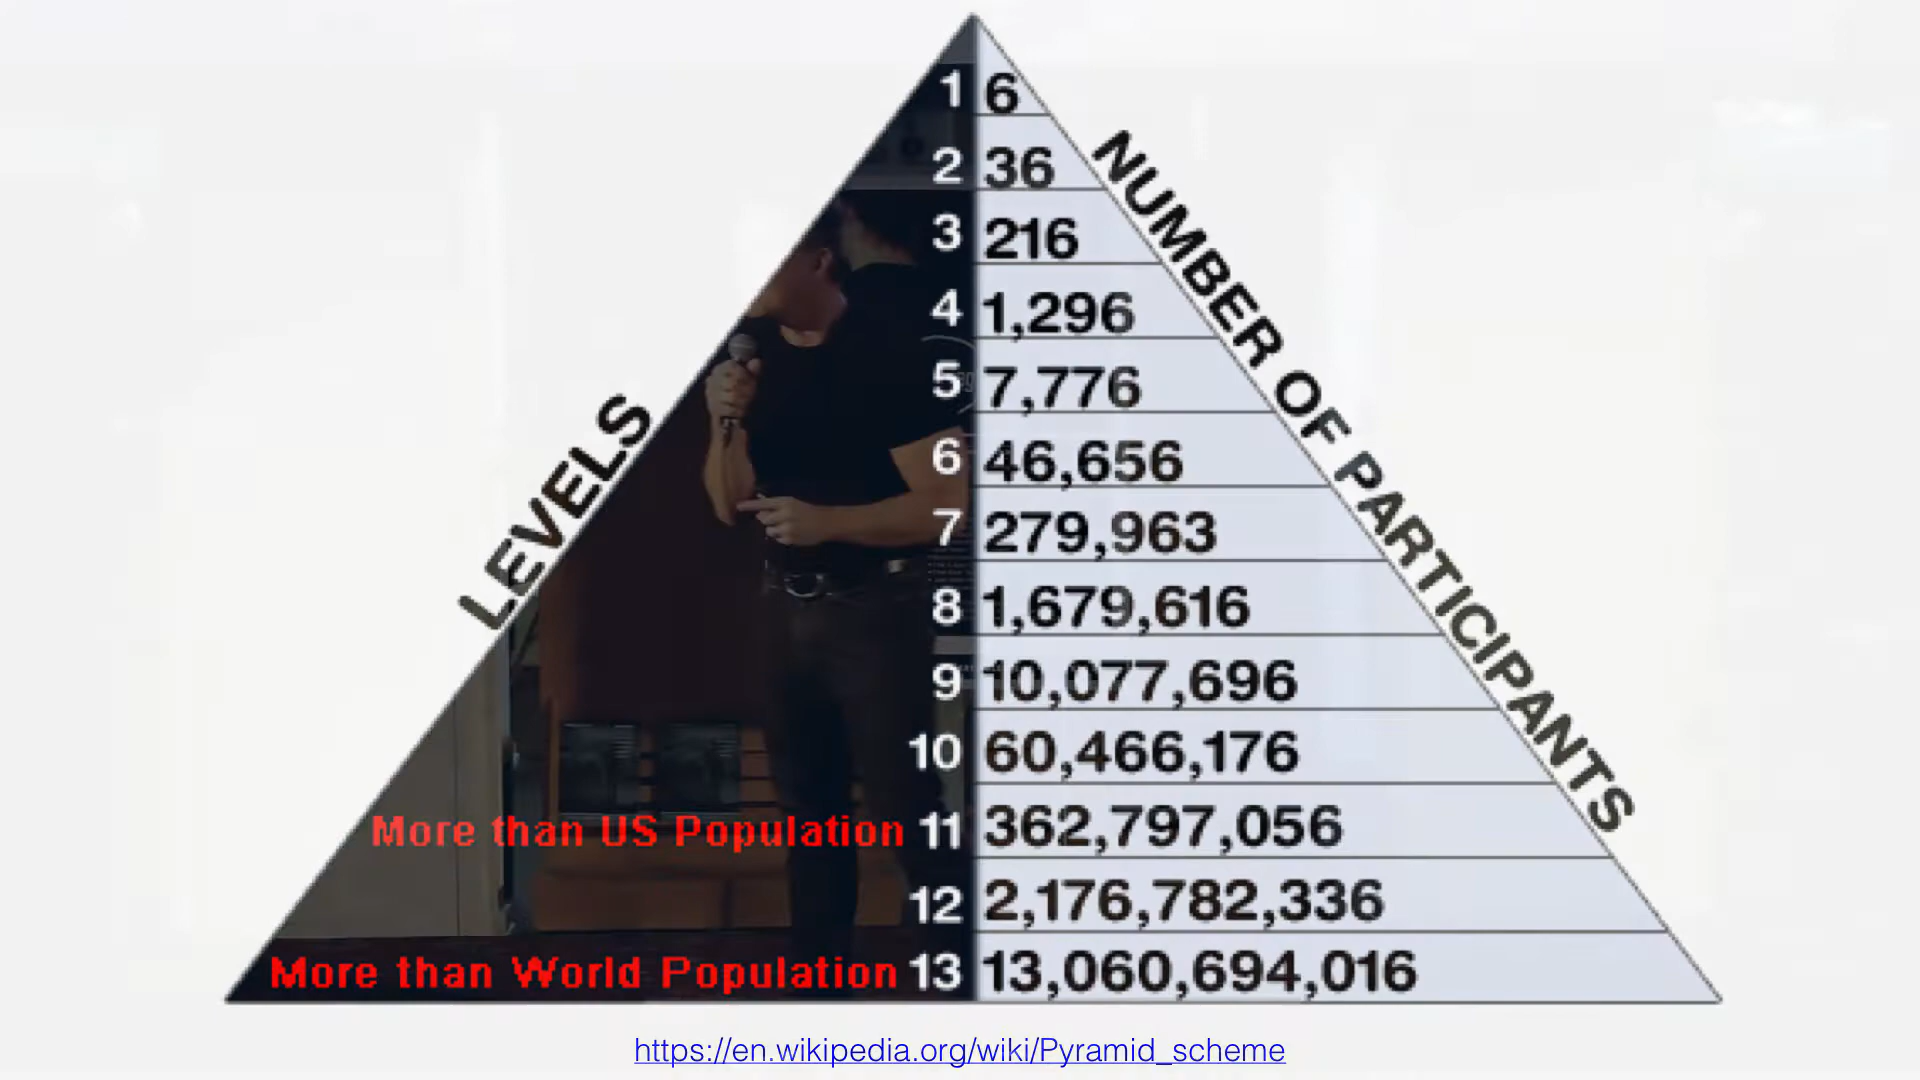 1 6
2 36
3 216
4 1,296
5 7,776
6 46,656
7 279,963
8 1,679,616
9 10,077,696
10 60,466,176
More than US Population 11 362,797,056
12 2,176,782,336
More than World Population 13 13,060,694,016
LEVELS
NUMBER OF PARTICIPANTS
https://en.wikipedia.org/wiki/Pyramid_scheme